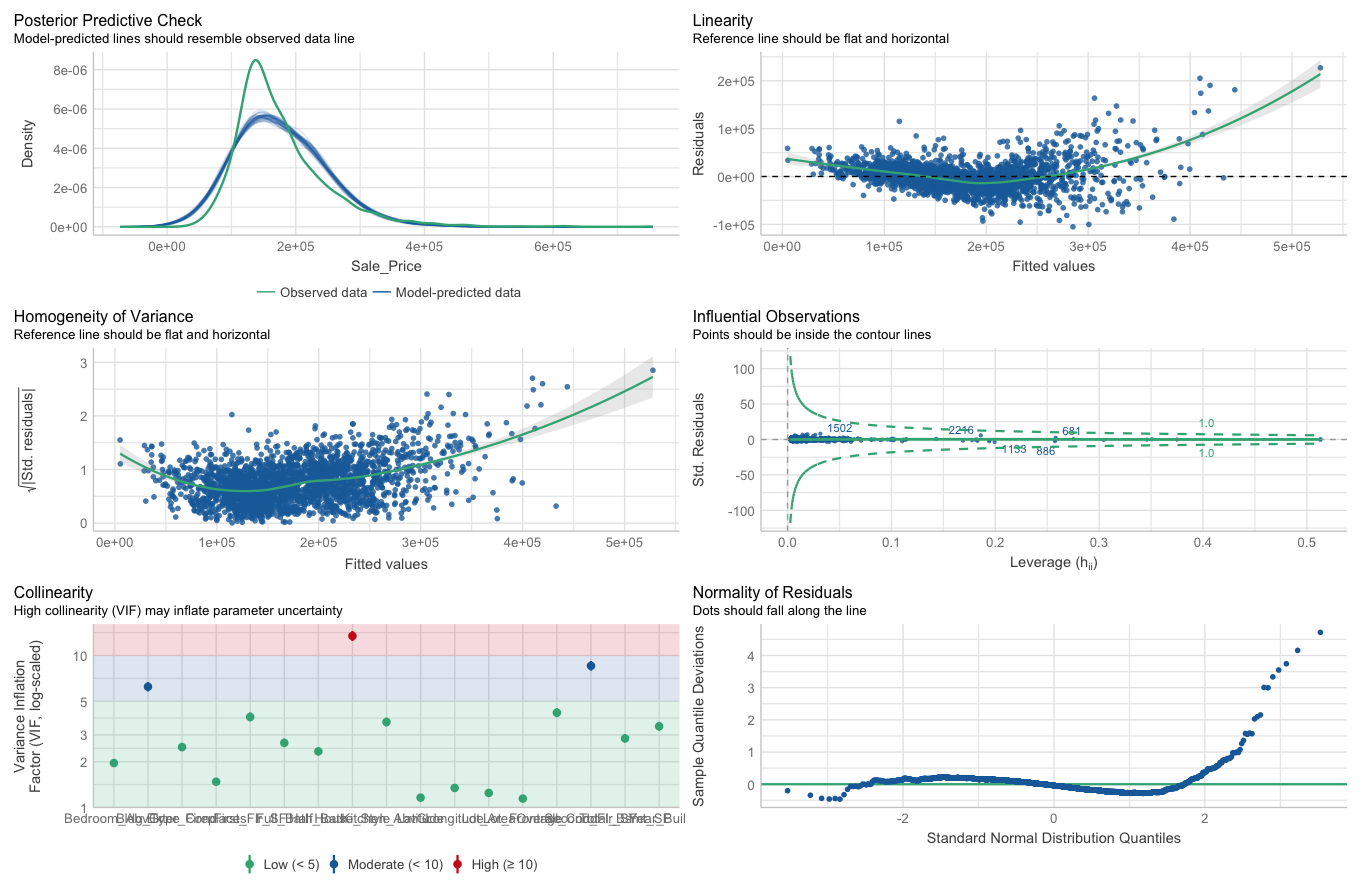 Posterior Predictive Check
Model-predicted lines should resemble observed data line
Density
8e-06
6e-06
4e-06
2e-06
0e+00
0e+00 2e+05 4e+05 6e+05
Sale_Price
Observed data Model-predicted data
Linearity
Reference line should be flat and horizontal
Residuals
2e+05
1e+05
0e+00
-1e+05
0e+00 1e+05 2e+05 3e+05 4e+05 5e+05
Fitted values
Homogeneity of Variance
Reference line should be flat and horizontal
√|Std. residuals|
3
2
1
0
0e+00 1e+05 2e+05 3e+05 4e+05 5e+05
Fitted values
Influential Observations
Points should be inside the contour lines
Std. Residuals
100
50
0
-50
-100
1502 2216 681 1.0
1133 886 1.0
0.0 0.1 0.2 0.3 0.4 0.5
Leverage (hii)
Collinearity
High collinearity (VIF) may inflate parameter uncertainty
Variance Inflation
Factor (VIF, log-scaled)
10
5
3
2
1
Low (< 5) Moderate (< 10) High (≥ 10)
Normality of Residuals
Dots should fall along the line
Sample Quantile Deviations
4
3
2
1
0
-2 0 2
Standard Normal Distribution Quantiles